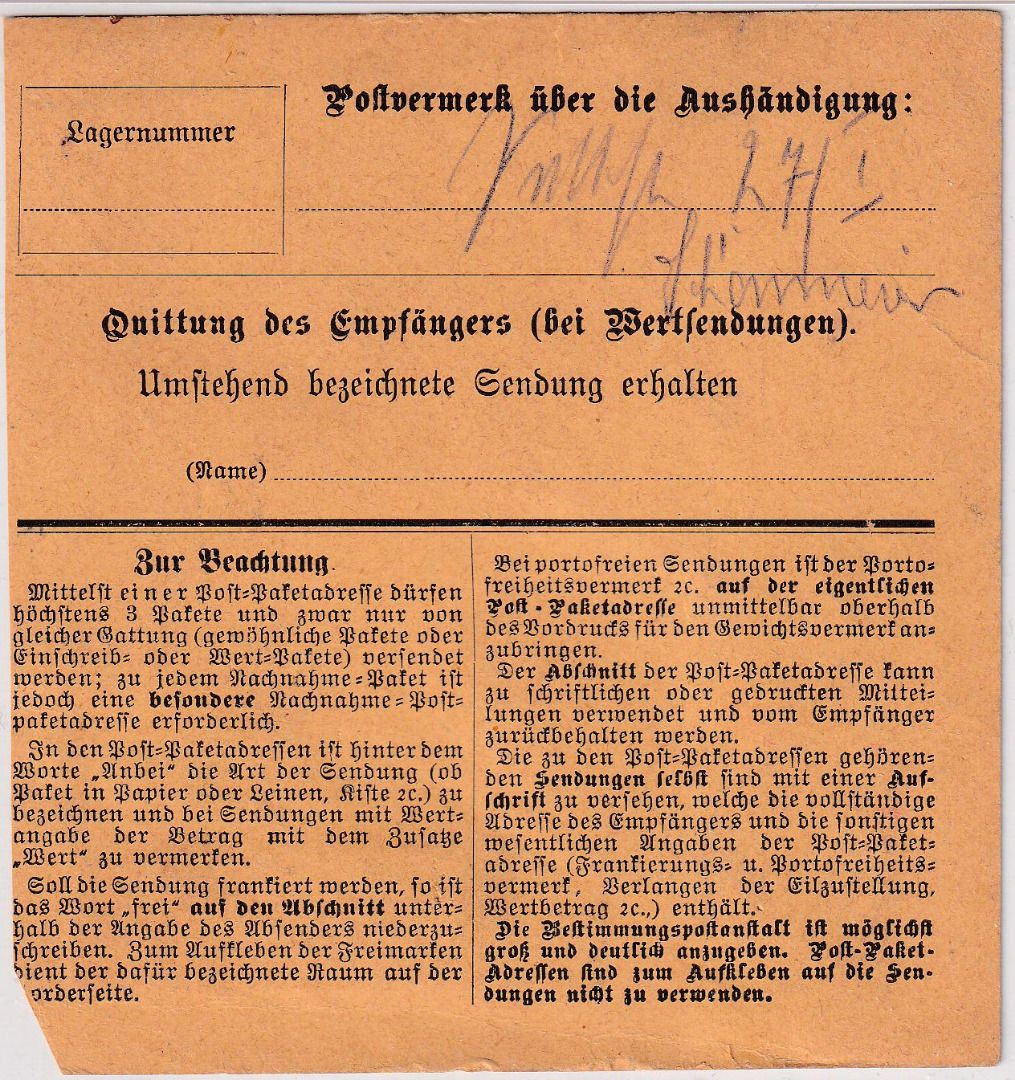 Lagernummer
Postvermerk über die Aushändigung:
27/I
Quittung des Empfängers (bei Wertsendungen).
Umstehend bezeichnete Sendung erhalten
(Name)
Zur Beachtung.
Mittelst einer Post-Paketadresse dürfen
höchstens 3 Pakete und zwar nur von
gleicher Gattung (gewöhnliche Pakete oder
Einschreib- oder Wert-Pakete) versendet
werden; zu jedem Nachnahme-Paket ist
jedoch eine besondere Nachnahme-Post-
paketadresse erforderlich.
In den Post-Paketadressen ist hinter dem
Worte „Anbei“ die Art der Sendung (ob
Paket in Papier oder Leinen, Kiste ꝛc.) zu
bezeichnen und bei Sendungen mit Wert-
angabe der Betrag mit dem Zusatze
„Wert“ zu vermerken.
Soll die Sendung frankiert werden, so ist
das Wort „frei“ auf den Abschnitt unter-
halb der Angabe des Absenders niederzu-
schreiben. Zum Aufkleben der Freimarken
dient der dafür bezeichnete Raum auf der
orderseite.
Bei portofreien Sendungen ist der Porto-
freiheitsvermerk ꝛc. auf der eigentlichen
Post-Paketadresse unmittelbar oberhalb
des Vordrucks für den Gewichtsvermerk an-
zubringen.
Der Abschnitt der Post-Paketadresse kann
zu schriftlichen oder gedruckten Mittei-
lungen verwendet und vom Empfänger
zurückbehalten werden.
Die zu den Post-Paketadressen gehören-
den Sendungen selbst sind mit einer Auf-
schrift zu versehen, welche die vollständige
Adresse des Empfängers und die sonstigen
wesentlichen Angaben der Post-Paket-
adresse (Frankierungs- u. Portofreiheits-
vermerk, Verlangen der Eilzustellung,
Wertbetrag ꝛc.,) enthält.
Die Bestimmungspostanstalt ist möglichst
groß und deutlich anzugeben. Post-Paket-
Adressen sind zum Aufkleben auf die Sen-
dungen nicht zu verwenden.